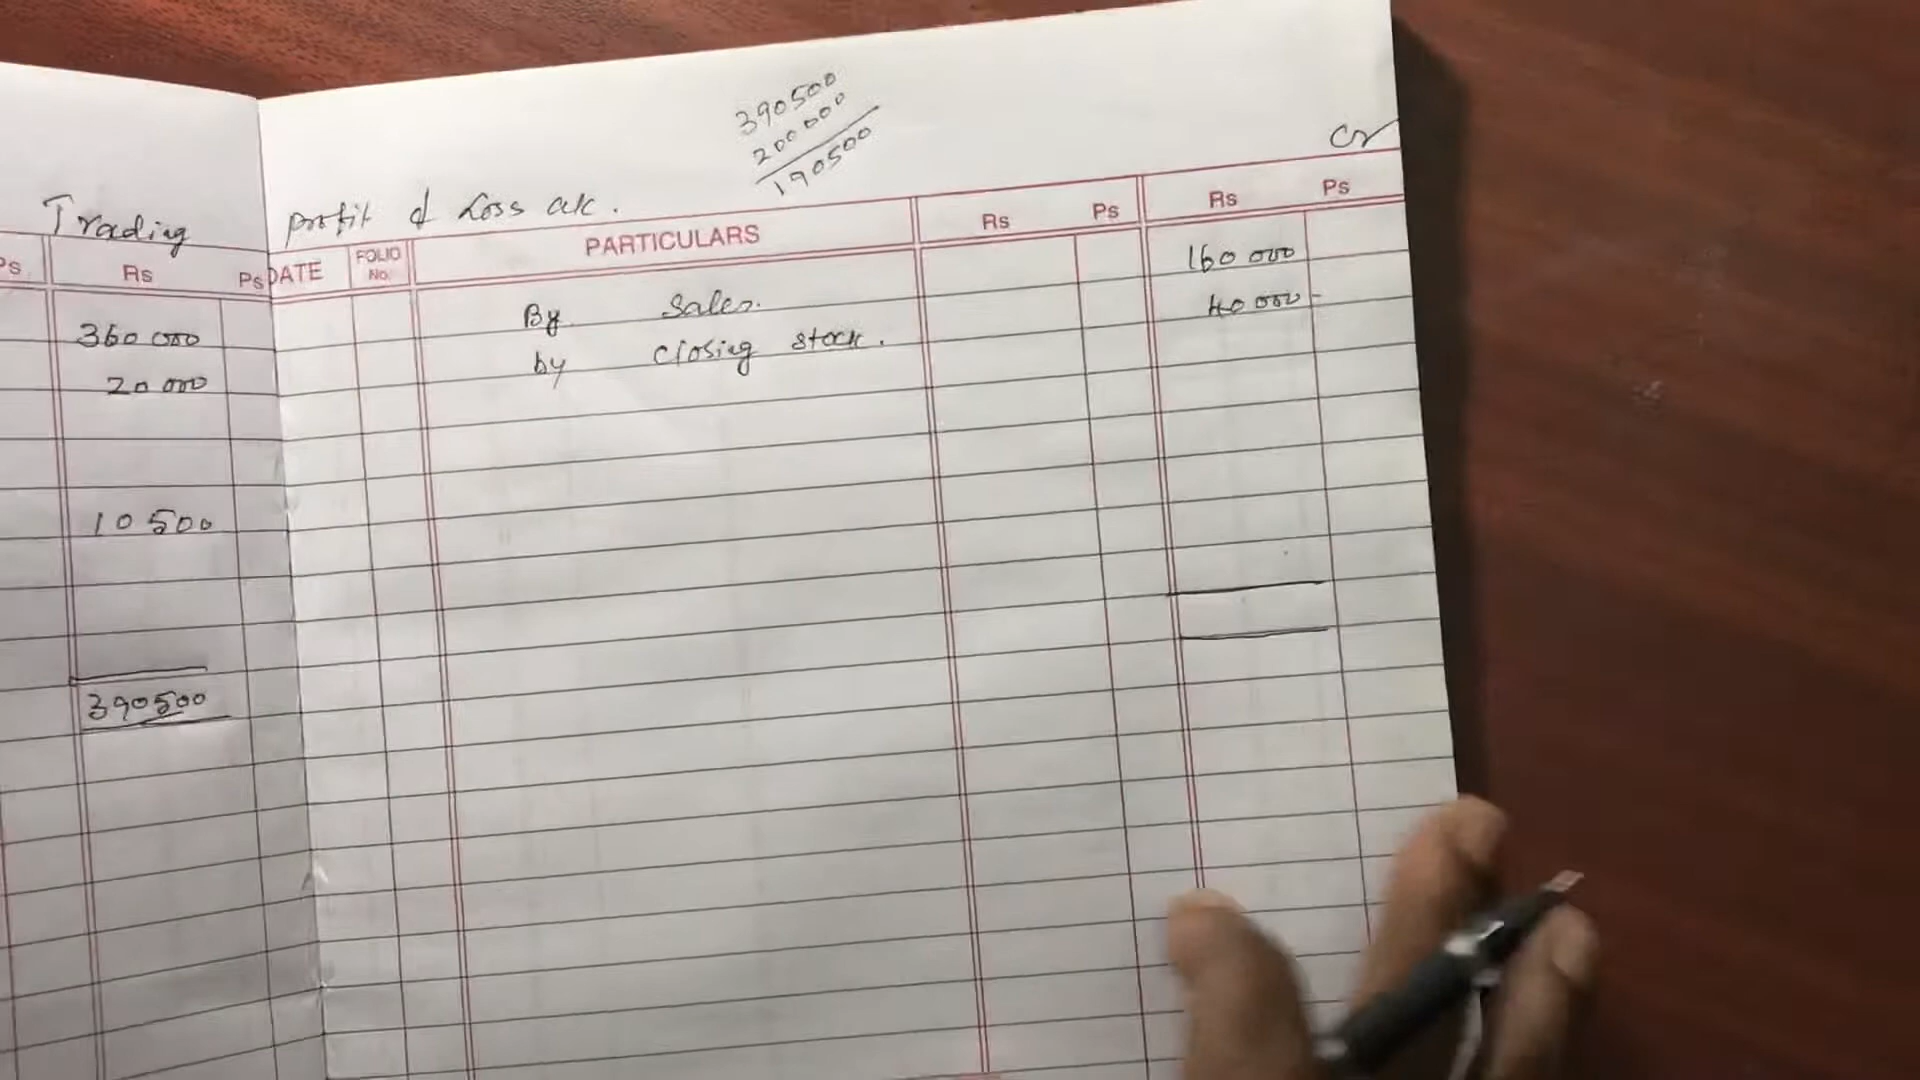 390500
200000
190500
Cr
Trading Profit & Loss a/c.
Ps Rs Ps DATE FOLIO No. PARTICULARS Rs Ps Rs Ps
360000 By Sales. 160000
20000 by closing stock. 40000
10500
390500